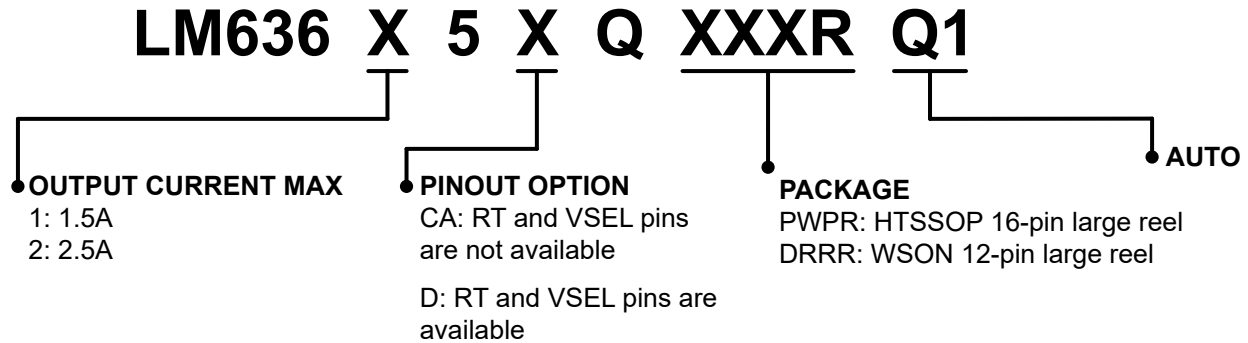 LM636 X 5 X Q XXXR Q1
OUTPUT CURRENT MAX
1: 1.5A
2: 2.5A
PINOUT OPTION
CA: RT and VSEL pins
are not available
D: RT and VSEL pins are
available
PACKAGE
PWPR: HTSSOP 16-pin large reel
DRRR: WSON 12-pin large reel
AUTO